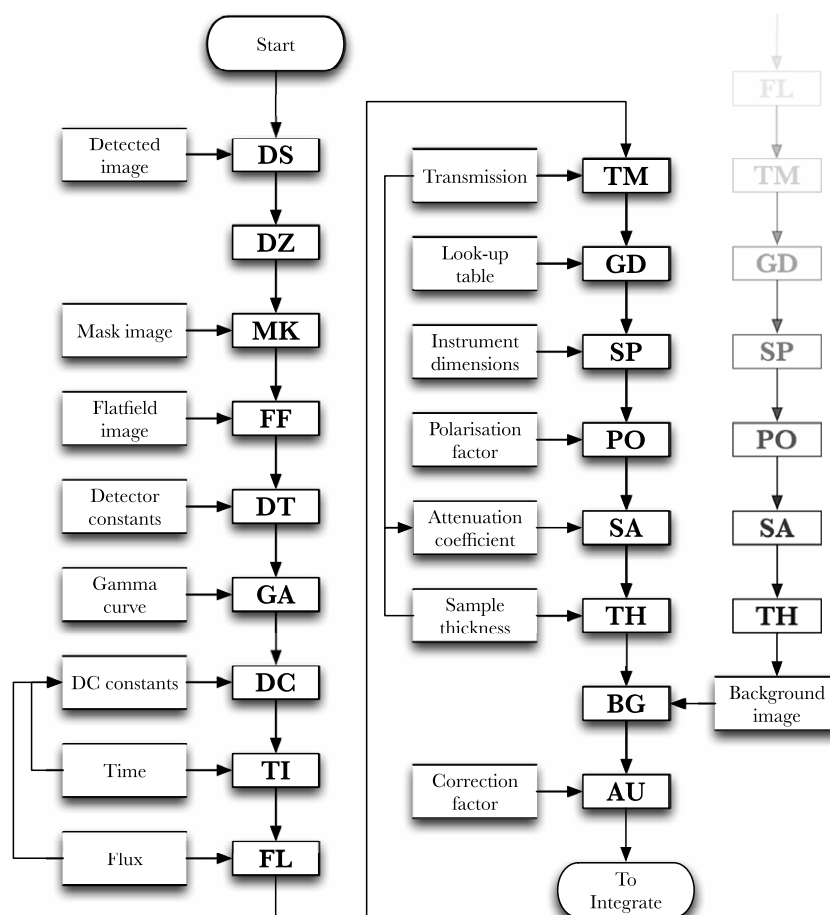 Start
Detected
image
DS
DZ
Mask image
MK
Flatfield
image
FF
Detector
constants
DT
Gamma
curve
GA
DC constants
DC
Time
TI
Flux
FL
Transmission
TM
Look-up
table
GD
Instrument
dimensions
SP
Polarisation
factor
PO
Attenuation
coefficient
SA
Sample
thickness
TH
BG
Correction
factor
AU
To
Integrate
FL
TM
GD
SP
PO
SA
TH
Background
image